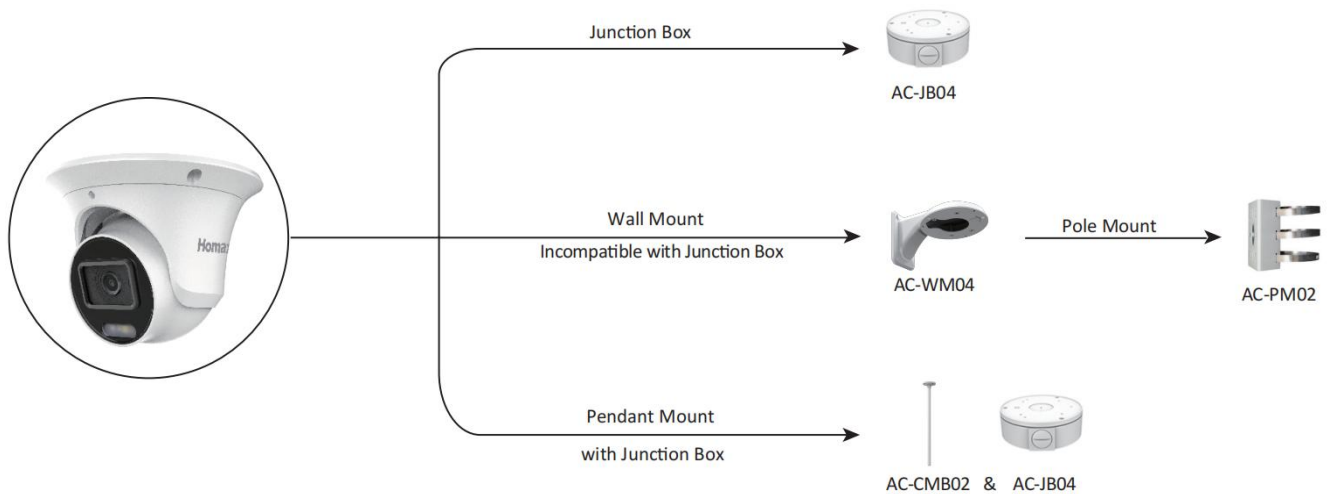 Junction Box
AC-JB04
Homa
Wall Mount
Incompatible with Junction Box
AC-WM04
Pole Mount
AC-PM02
Pendant Mount
with Junction Box
AC-CMB02 & AC-JB04